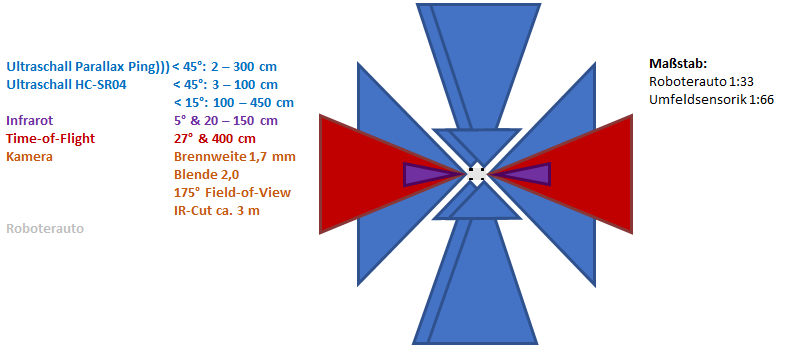 Ultraschall Parallax Ping))) < 45°: 2 – 300 cm
Ultraschall HC-SR04 < 45°: 3 – 100 cm
< 15°: 100 – 450 cm
Infrarot 5° & 20 – 150 cm
Time-of-Flight 27° & 400 cm
Kamera Brennweite 1,7 mm
Blende 2,0
175° Field-of-View
IR-Cut ca. 3 m
Roboterauto
Maßstab:
Roboterauto 1:33
Umfeldsensorik 1:66